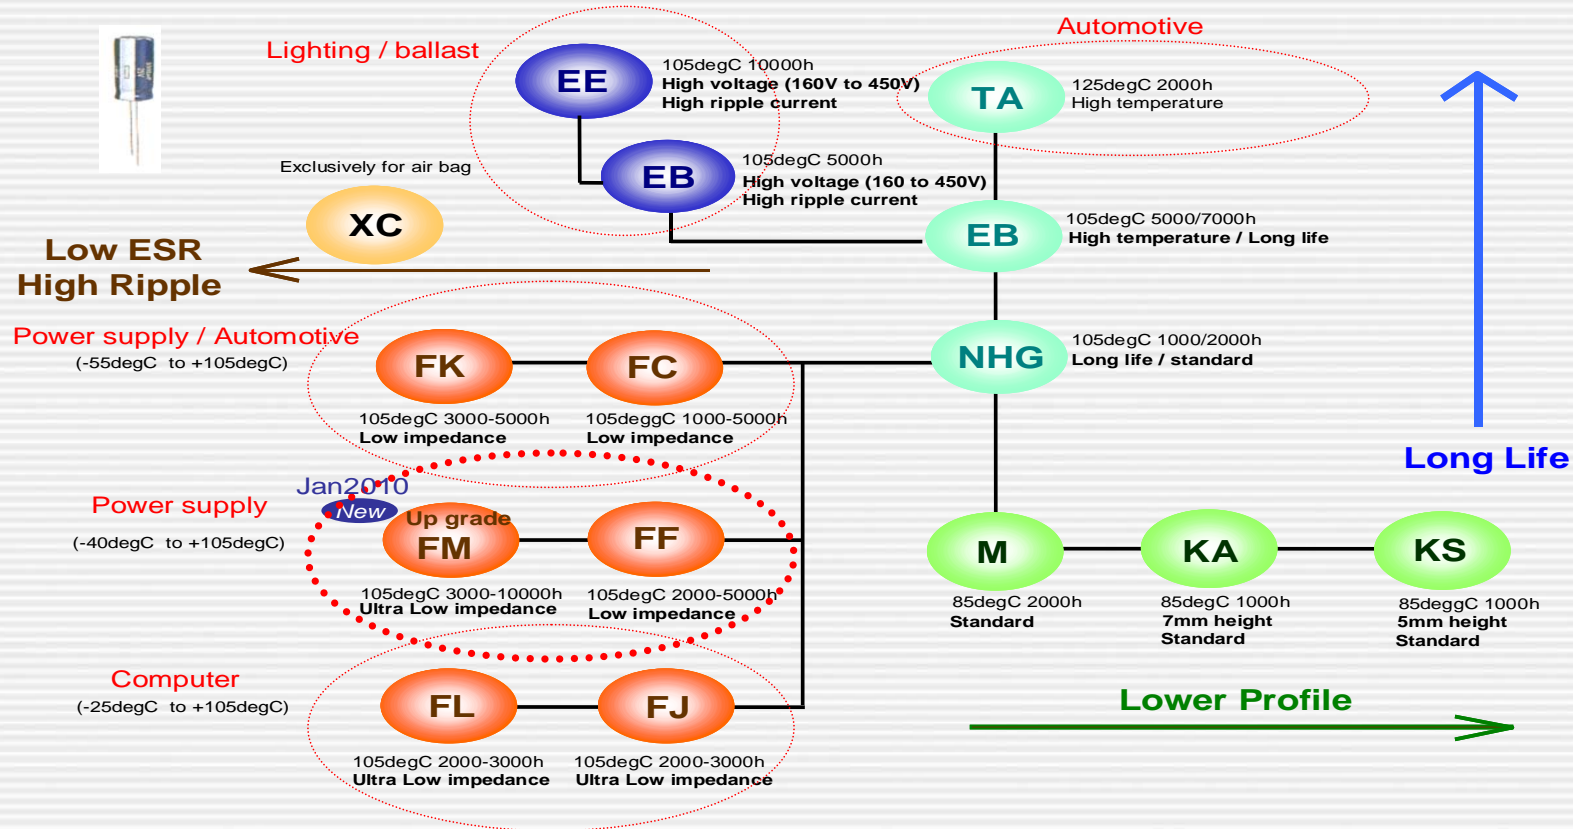 Automotive
Lighting / ballast
EE
105degC 10000h
High voltage (160V to 450V)
High ripple current
TA
125degC 2000h
High temperature
Exclusively for air bag
XC
EB
105degC 5000h
High voltage (160 to 450V)
High ripple current
EB
105degC 5000/7000h
High temperature / Long life
Low ESR
High Ripple
Power supply / Automotive
(-55degC to +105degC)
FK
105degC 3000-5000h
Low impedance
FC
105deggC 1000-5000h
Low impedance
NHG
105degC 1000/2000h
Long life / standard
Long Life
Power supply
(-40degC to +105degC)
Jan2010
New
Up grade
FM
105degC 3000-10000h
Ultra Low impedance
FF
105degC 2000-5000h
Low impedance
M
85degC 2000h
Standard
KA
85degC 1000h
7mm height
Standard
KS
85deggC 1000h
5mm height
Standard
Computer
(-25degC to +105degC)
FL
105degC 2000-3000h
Ultra Low impedance
FJ
105degC 2000-3000h
Ultra Low impedance
Lower Profile